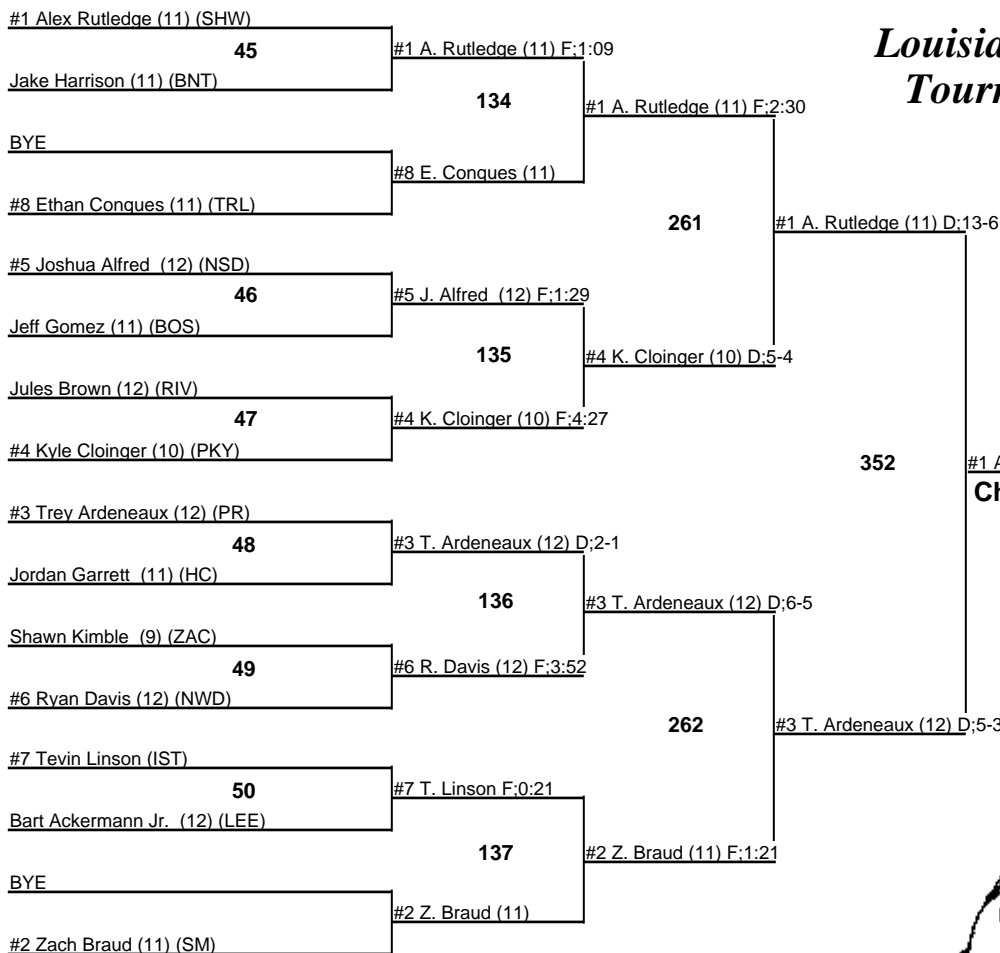 #1 Alex Rutledge (11) (SHW)
45
Jake Harrison (11) (BNT)
#1 A. Rutledge (11) F;1:09
134
BYE
#8 E. Conques (11)
#8 Ethan Conques (11) (TRL)
#1 A. Rutledge (11) F;2:30
261
#5 Joshua Alfred (12) (NSD)
46
Jeff Gomez (11) (BOS)
#5 J. Alfred (12) F;1:29
135
Jules Brown (12) (RIV)
47
#4 Kyle Cloinger (10) (PKY)
#4 K. Cloinger (10) F;4:27
#4 K. Cloinger (10) D;5-4
#1 A. Rutledge (11) D;13-6
352
#3 Trey Ardeneaux (12) (PR)
48
Jordan Garrett (11) (HC)
#3 T. Ardeneaux (12) D;2-1
136
Shawn Kimble (9) (ZAC)
49
#6 Ryan Davis (12) (NWD)
#6 R. Davis (12) F;3:52
#3 T. Ardeneaux (12) D;6-5
262
#7 Tevin Linson (IST)
50
Bart Ackermann Jr. (12) (LEE)
#7 T. Linson F;0:21
137
BYE
#2 Zach Braud (11) (SM)
#2 Z. Braud (11)
#2 Z. Braud (11) F;1:21
#3 T. Ardeneaux (12) D;5-3
#1